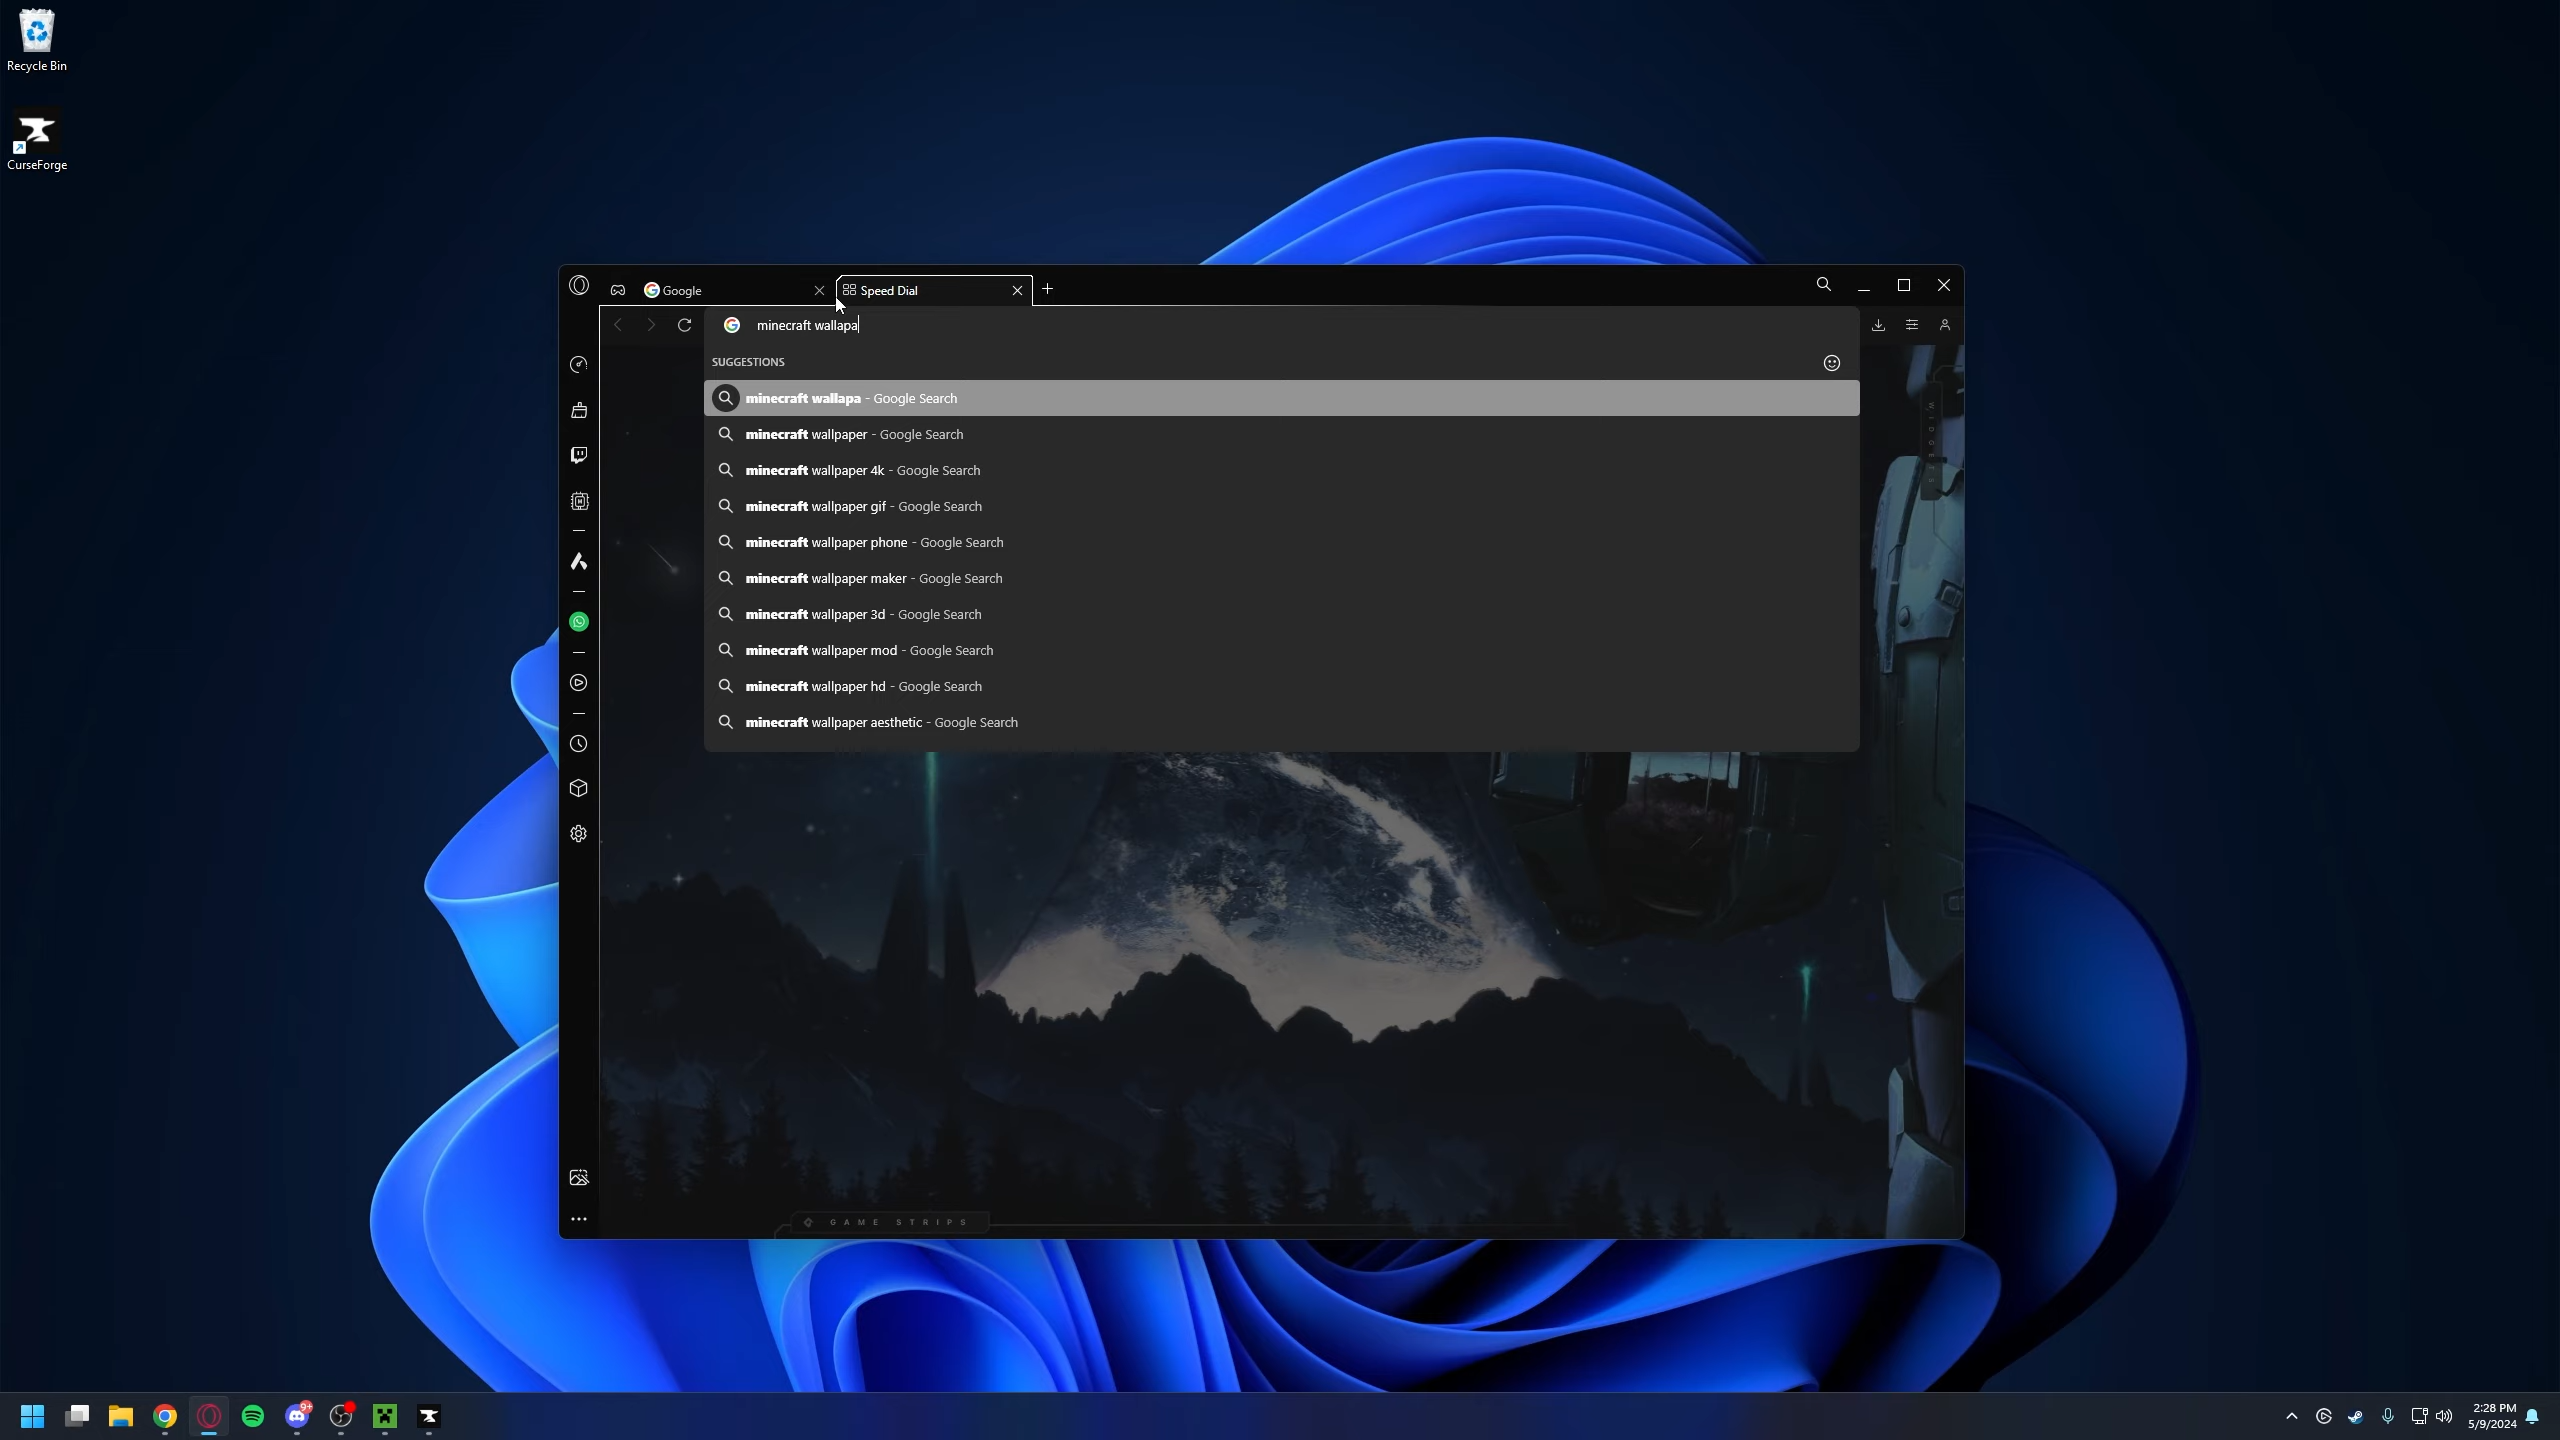 Recycle Bin
CurseForge
Google
Speed Dial
minecraft wallapa
SUGGESTIONS
minecraft wallapa - Google Search
minecraft wallpaper - Google Search
minecraft wallpaper 4k - Google Search
minecraft wallpaper gif - Google Search
minecraft wallpaper phone - Google Search
minecraft wallpaper maker - Google Search
minecraft wallpaper 3d - Google Search
minecraft wallpaper mod - Google Search
minecraft wallpaper hd - Google Search
minecraft wallpaper aesthetic - Google Search
WIDGETS
GAME STRIPS
9+
2:28 PM
5/9/2024